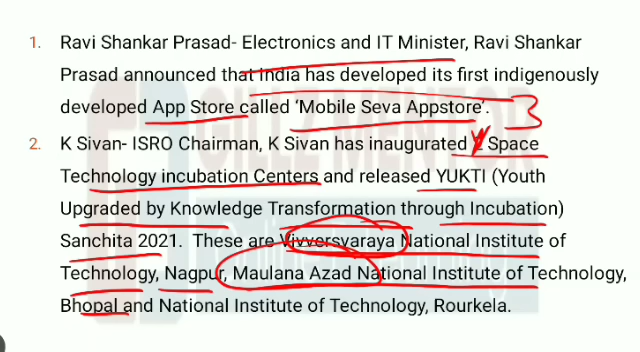 1. Ravi Shankar Prasad- Electronics and IT Minister, Ravi Shankar
Prasad announced that India has developed its first indigenously
developed App Store called ‘Mobile Seva Appstore’.
3
2. K Sivan- ISRO Chairman, K Sivan has inaugurated Space
Technology incubation Centers and released YUKTI (Youth
Upgraded by Knowledge Transformation through Incubation)
Sanchita 2021. These are Vivversvaraya National Institute of
Technology, Nagpur, Maulana Azad National Institute of Technology,
Bhopal and National Institute of Technology, Rourkela.